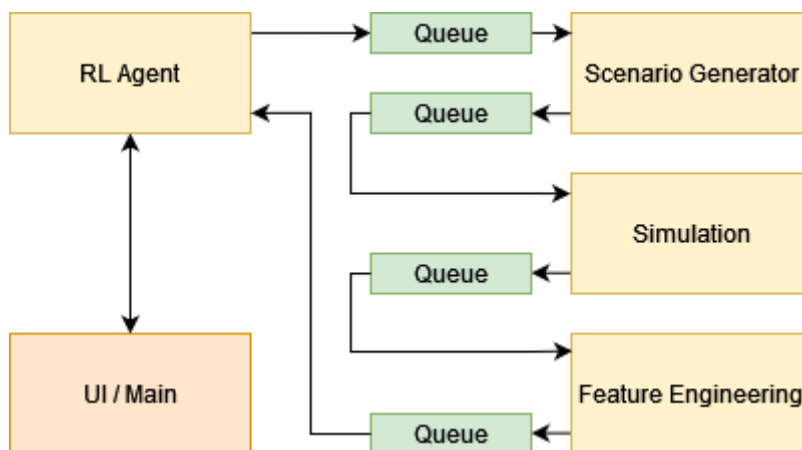 RL Agent
Queue
Scenario Generator
Queue
Simulation
Queue
UI / Main
Feature Engineering
Queue